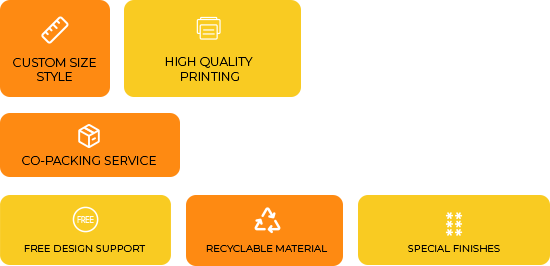 CUSTOM SIZE
STYLE
HIGH QUALITY
PRINTING
CO-PACKING SERVICE
FREE
FREE DESIGN SUPPORT
RECYCLABLE MATERIAL
SPECIAL FINISHES